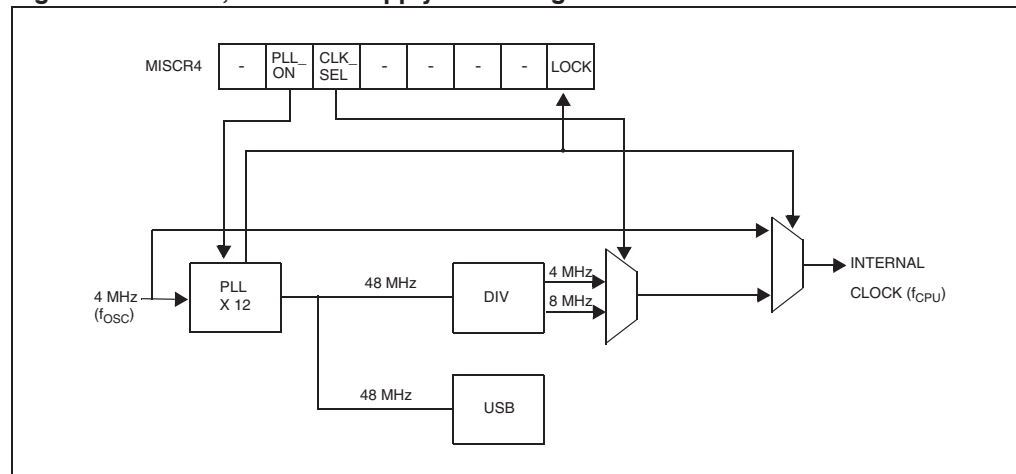 MISCR4
-
PLL_
ON
CLK_
SEL
-
-
-
-
LOCK
4 MHz
(fOSC)
PLL
X 12
48 MHz
DIV
4 MHz
8 MHz
INTERNAL
CLOCK (fCPU)
48 MHz
USB